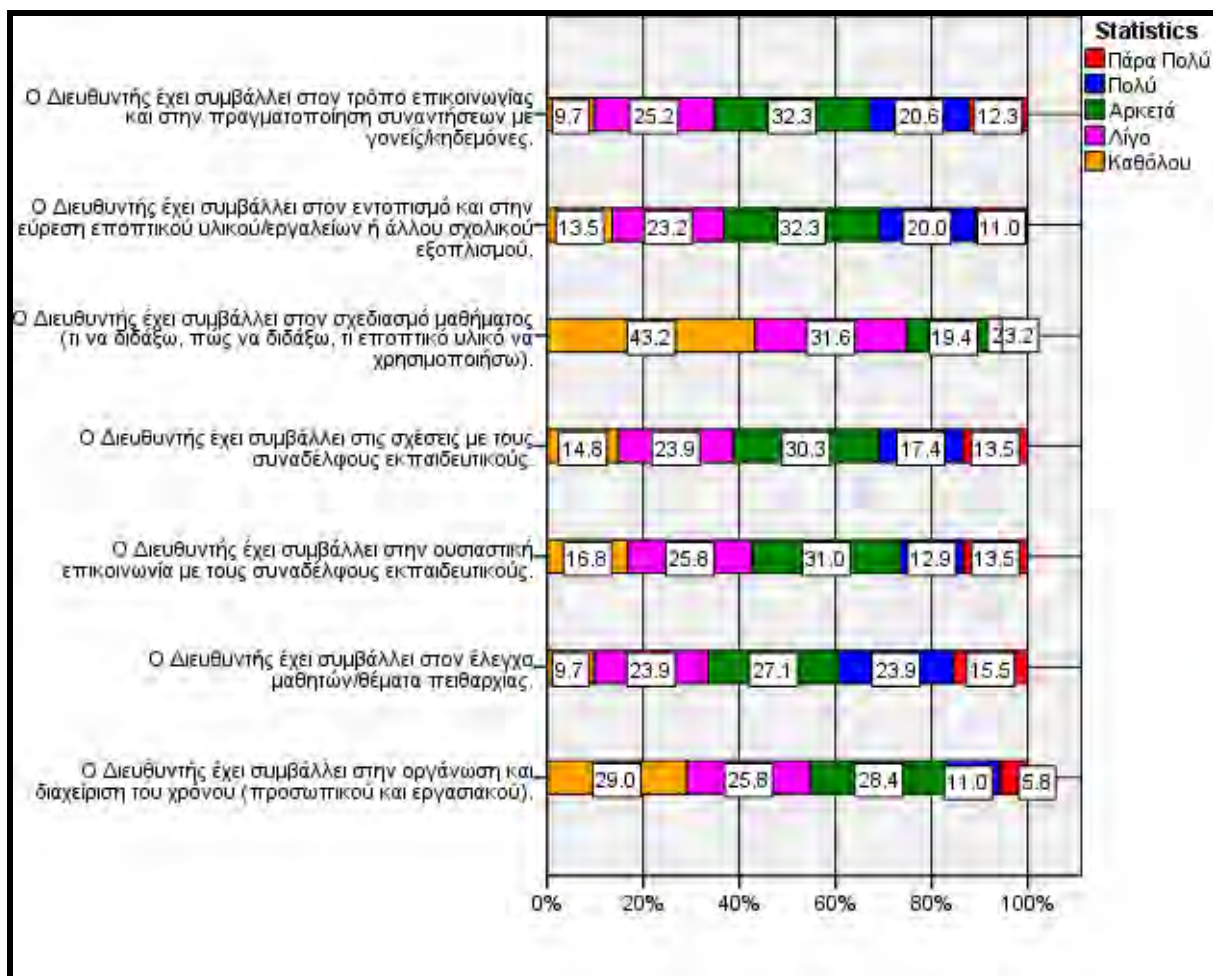 Statistics
Πάρα Πολύ
Πολύ
Αρκετά
Λίγο
Καθόλου
Ο Διευθυντής έχει συμβάλλει στον τρόπο επικοινωνίας
και στην πραγματοποίηση συναντήσεων με
γονείς/κηδεμόνες.
9.7 25.2 32.3 20.6 12.3
Ο Διευθυντής έχει συμβάλλει στον εντοπισμό και στην
εύρεση εποπτικού υλικού/εργαλείων ή άλλου σχολικού
εξοπλισμού.
13.5 23.2 32.3 20.0 11.0
Ο Διευθυντής έχει συμβάλλει στον σχεδιασμό μαθήματος
(τι να διδάξω, πως να διδάξω, τι εποπτικό υλικό να
χρησιμοποιήσω).
43.2 31.6 19.4 3.2
Ο Διευθυντής έχει συμβάλλει στις σχέσεις με τους
συναδέλφους εκπαιδευτικούς.
14.8 23.9 30.3 17.4 13.5
Ο Διευθυντής έχει συμβάλλει στην ουσιαστική
επικοινωνία με τους συναδέλφους εκπαιδευτικούς.
16.8 25.8 31.0 12.9 13.5
Ο Διευθυντής έχει συμβάλλει στον έλεγχο
μαθητών/θέματα πειθαρχίας.
9.7 23.9 27.1 23.9 15.5
Ο Διευθυντής έχει συμβάλλει στην οργάνωση και
διαχείριση του χρόνου (προσωπικού και εργασιακού).
29.0 25.8 28.4 11.0 5.8
0% 20% 40% 60% 80% 100%